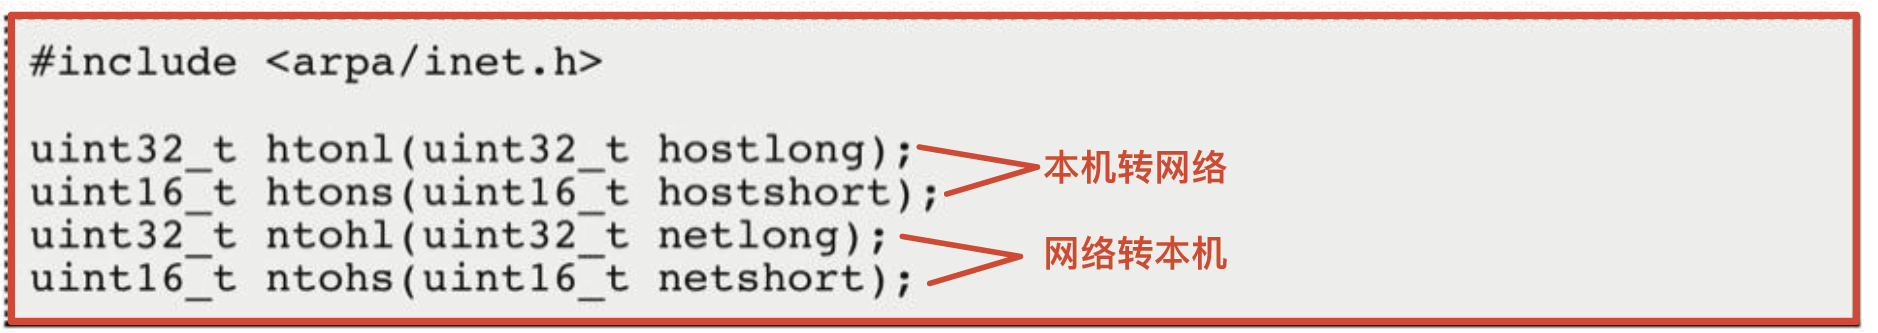 #include <arpa/inet.h>
uint32_t htonl(uint32_t hostlong);
uint16_t htons(uint16_t hostshort);
本机转网络
uint32_t ntohl(uint32_t netlong);
uint16_t ntohs(uint16_t netshort);
网络转本机